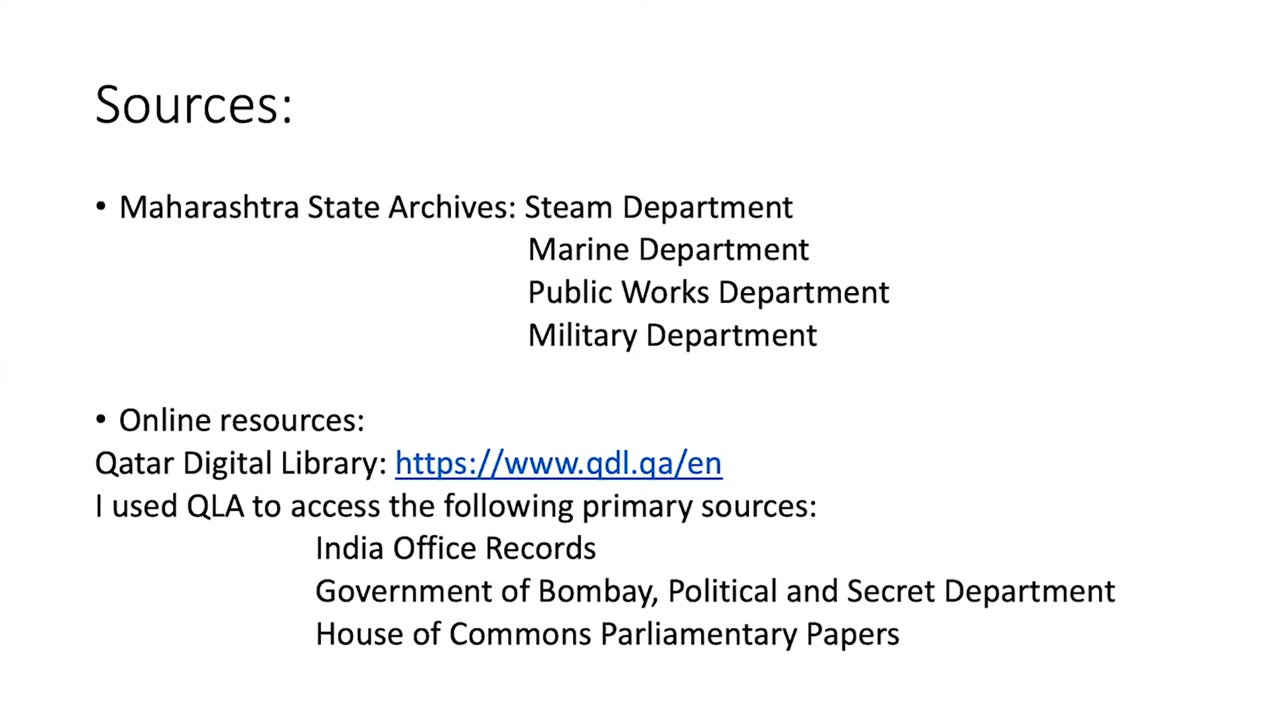 Sources:
• Maharashtra State Archives: Steam Department
Marine Department
Public Works Department
Military Department
• Online resources:
Qatar Digital Library: https://www.qdl.qa/en
I used QLA to access the following primary sources:
India Office Records
Government of Bombay, Political and Secret Department
House of Commons Parliamentary Papers